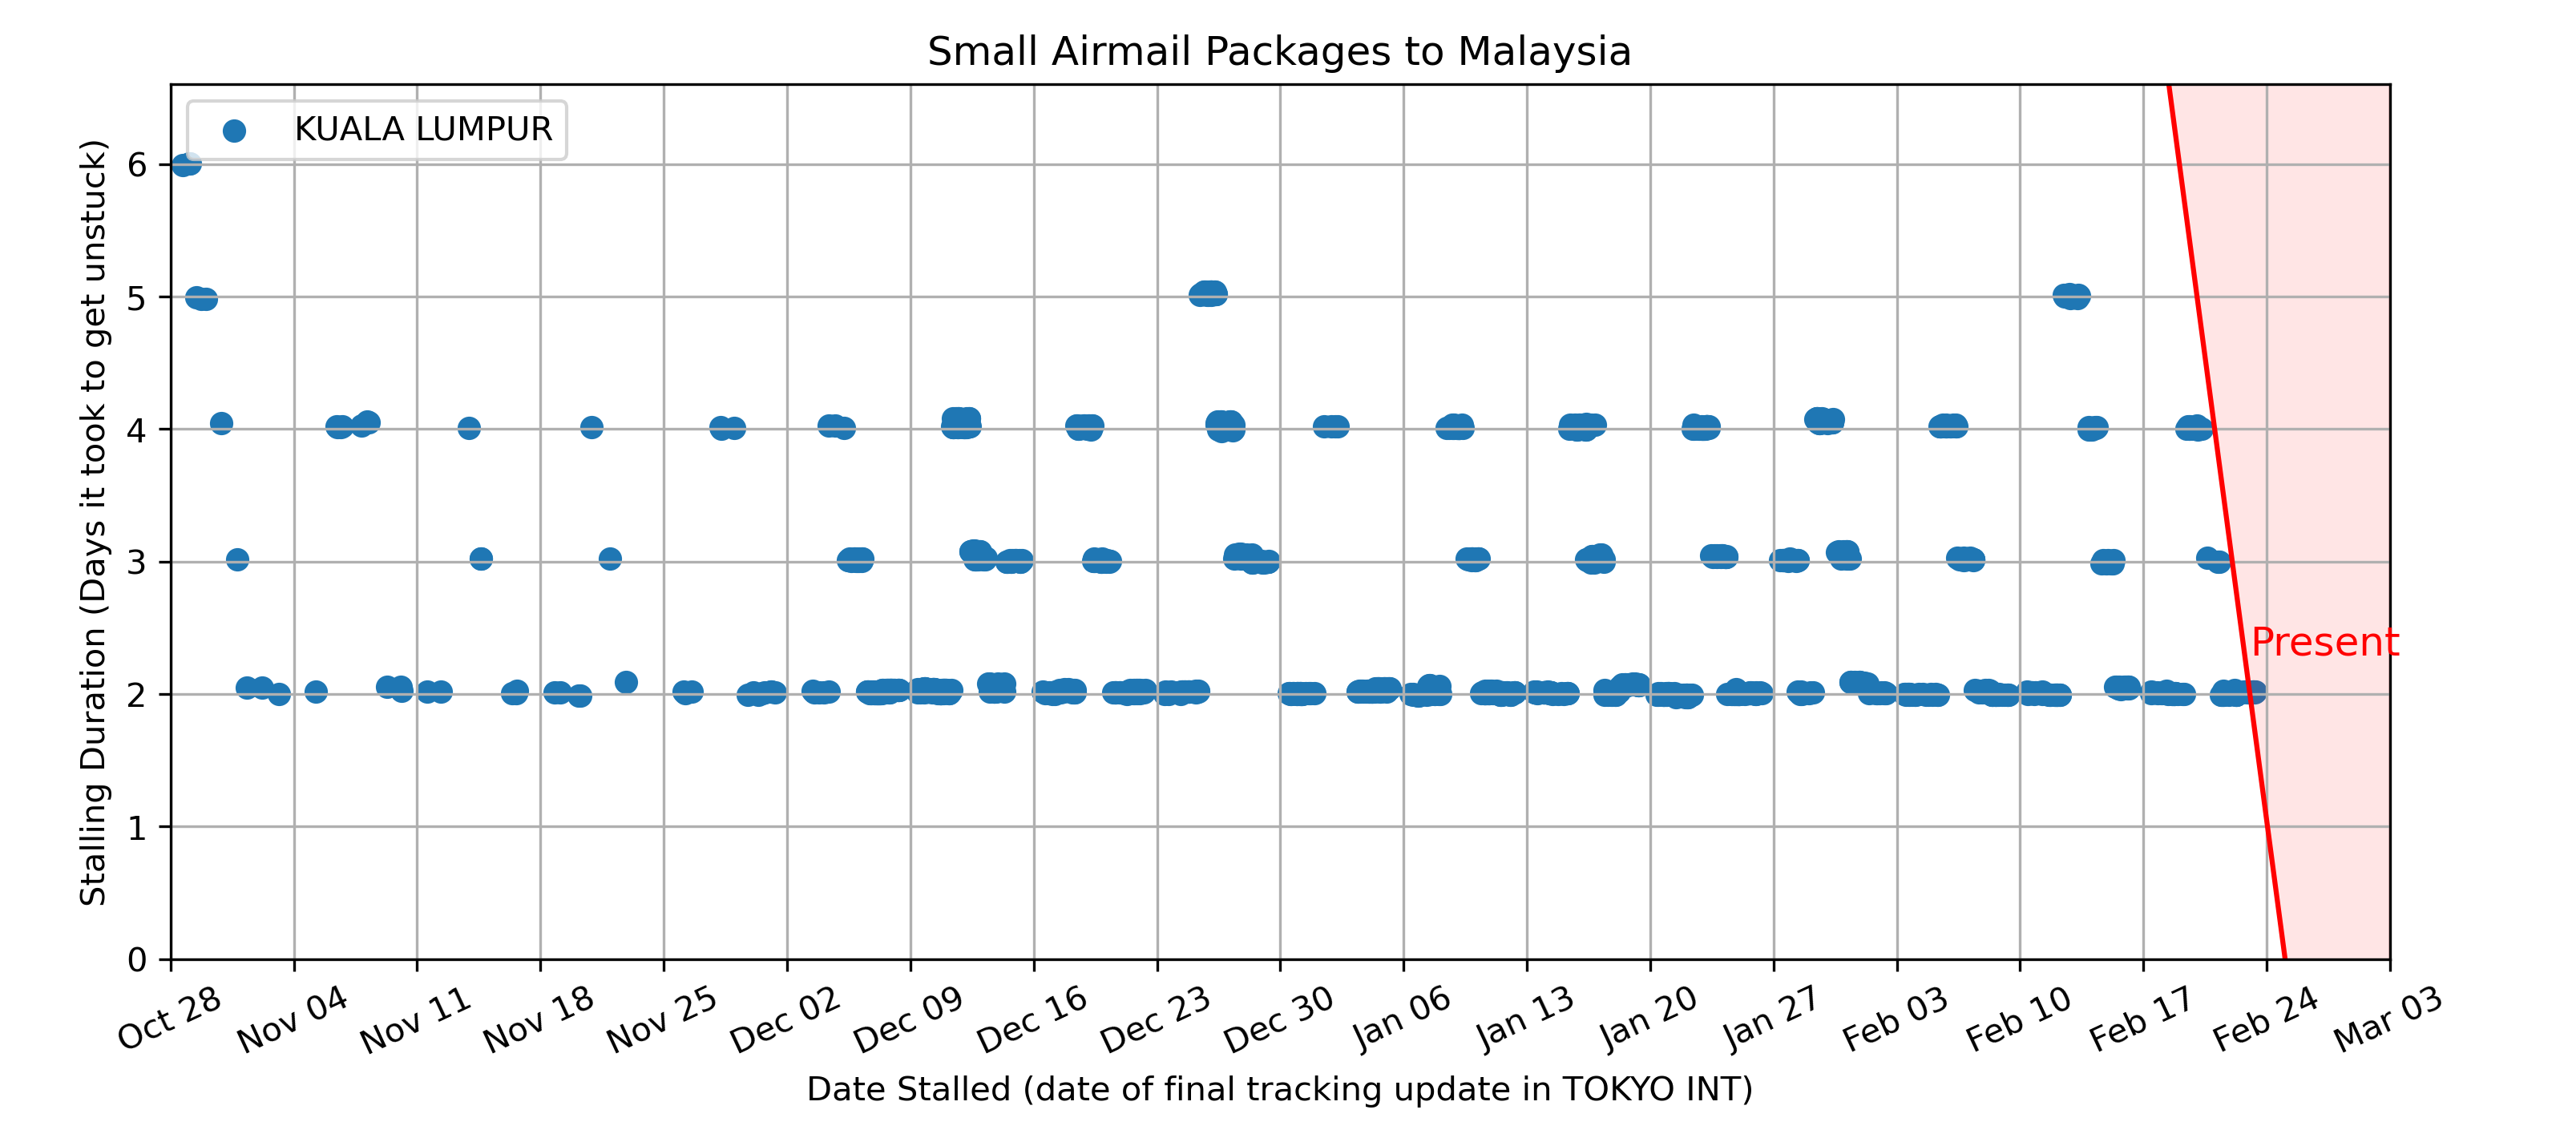 Small Airmail Packages to Malaysia
KUALA LUMPUR
Stalling Duration (Days it took to get unstuck)
6
5
4
3
2
1
0
Present
Oct 28
Nov 04
Nov 11
Nov 18
Nov 25
Dec 02
Dec 09
Dec 16
Dec 23
Dec 30
Jan 06
Jan 13
Jan 20
Jan 27
Feb 03
Feb 10
Feb 17
Feb 24
Mar 03
Date Stalled (date of final tracking update in TOKYO INT)